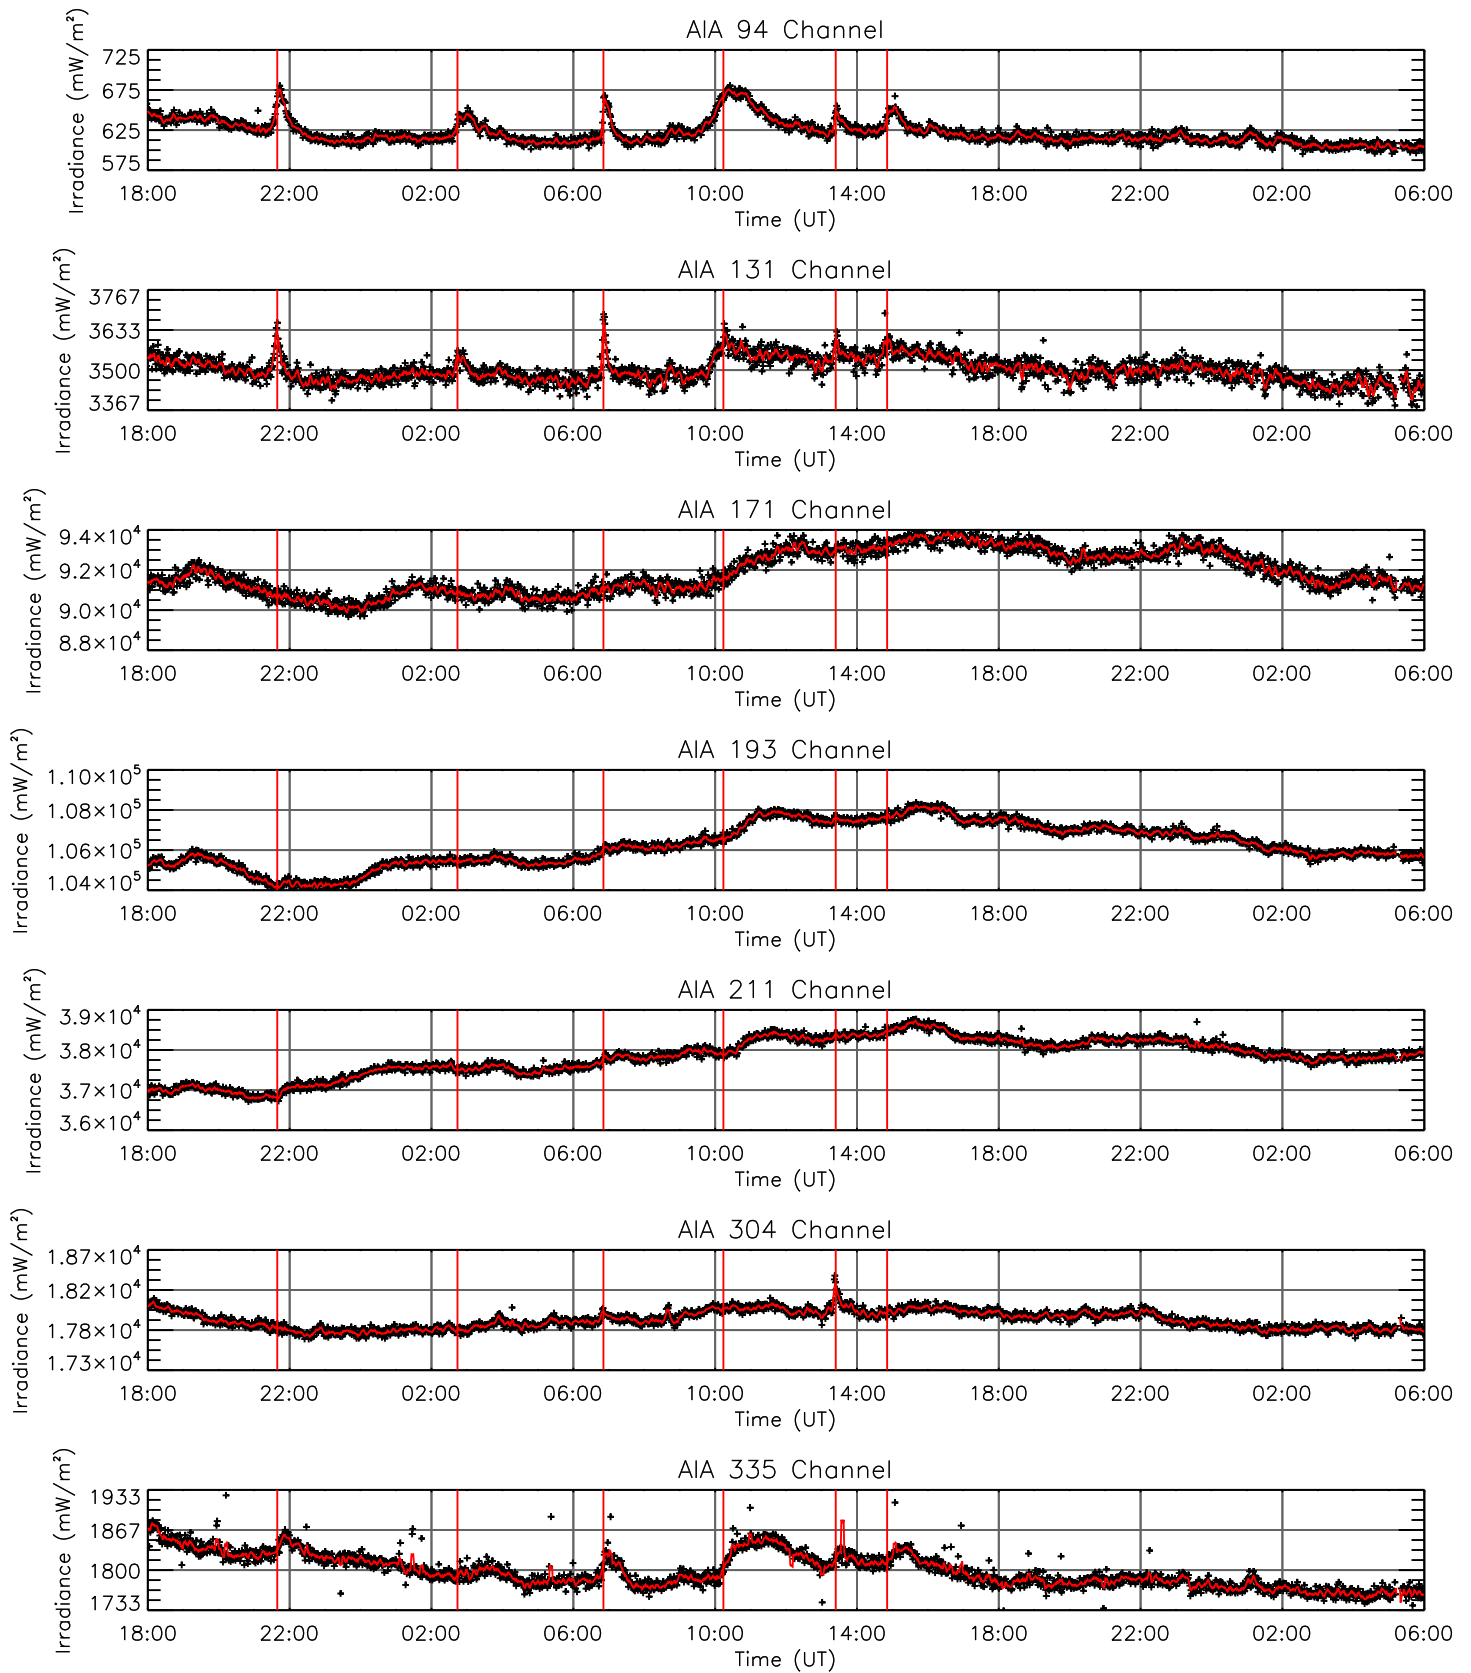 AIA 94 Channel
Irradiance (mW/m²)
725
675
625
575
18:00 22:00 02:00 06:00 10:00 14:00 18:00 22:00 02:00 06:00
Time (UT)
AIA 131 Channel
Irradiance (mW/m²)
3767
3633
3500
3367
18:00 22:00 02:00 06:00 10:00 14:00 18:00 22:00 02:00 06:00
Time (UT)
AIA 171 Channel
Irradiance (mW/m²)
9.4×10⁴
9.2×10⁴
9.0×10⁴
8.8×10⁴
18:00 22:00 02:00 06:00 10:00 14:00 18:00 22:00 02:00 06:00
Time (UT)
AIA 193 Channel
Irradiance (mW/m²)
1.10×10⁵
1.08×10⁵
1.06×10⁵
1.04×10⁵
18:00 22:00 02:00 06:00 10:00 14:00 18:00 22:00 02:00 06:00
Time (UT)
AIA 211 Channel
Irradiance (mW/m²)
3.9×10⁴
3.8×10⁴
3.7×10⁴
3.6×10⁴
18:00 22:00 02:00 06:00 10:00 14:00 18:00 22:00 02:00 06:00
Time (UT)
AIA 304 Channel
Irradiance (mW/m²)
1.87×10⁴
1.82×10⁴
1.78×10⁴
1.73×10⁴
18:00 22:00 02:00 06:00 10:00 14:00 18:00 22:00 02:00 06:00
Time (UT)
AIA 335 Channel
Irradiance (mW/m²)
1933
1867
1800
1733
18:00 22:00 02:00 06:00 10:00 14:00 18:00 22:00 02:00 06:00
Time (UT)